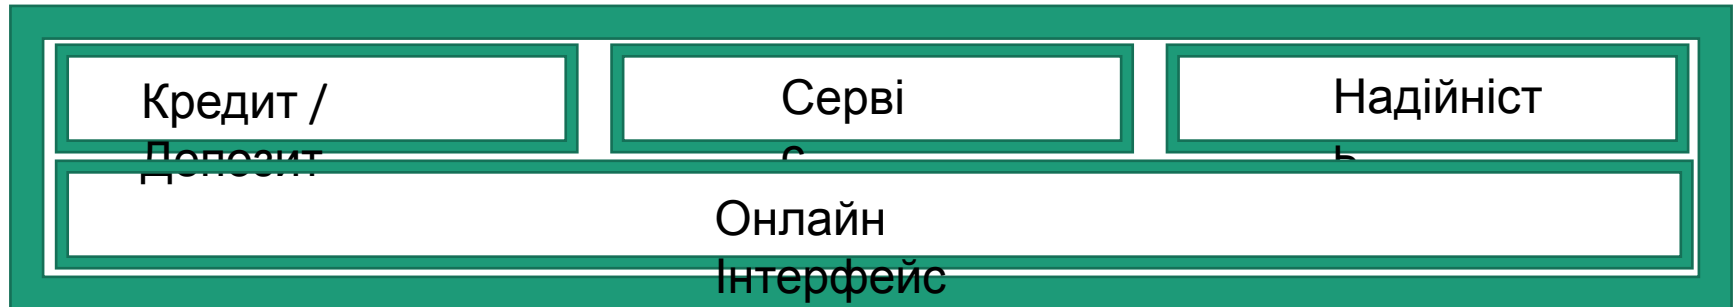 Кредит /
Депозит
Серві
с
Надійніст
ь
Онлайн
Інтерфейс